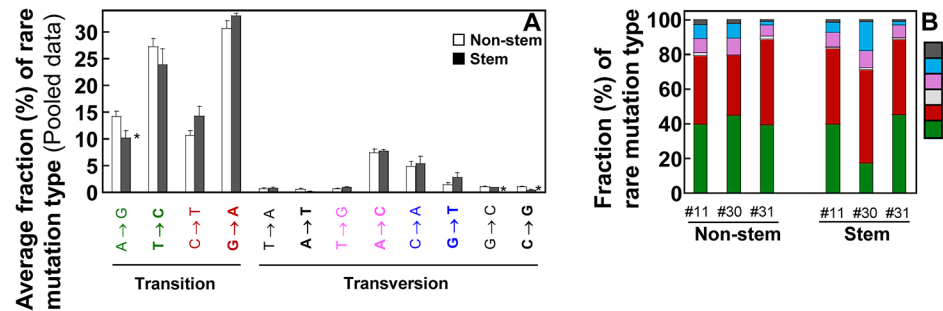 A
Average fraction (%) of rare
mutation type (Pooled data)
30
25
20
15
10
5
0
Non-stem
Stem
*
*
*
A→G
T→C
C→T
G→A
T→A
A→T
T→G
A→C
C→A
G→T
G→C
C→G
Transition
Transversion
B
Fraction (%) of
rare mutation type
100
80
60
40
20
0
#11 #30 #31
#11 #30 #31
Non-stem
Stem